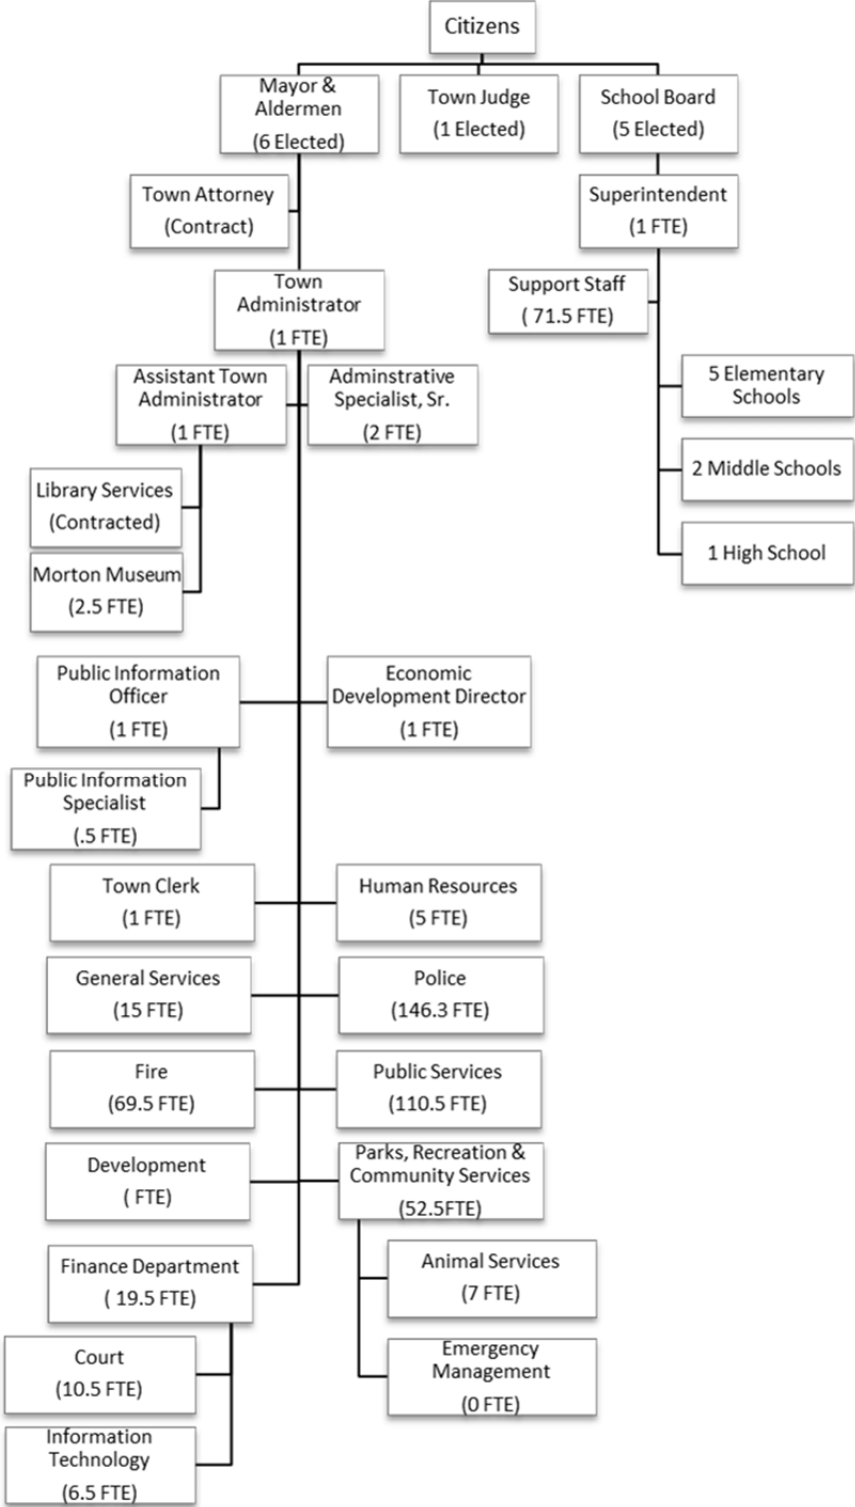 Citizens
Mayor &
Aldermen
(6 Elected)
Town Judge
(1 Elected)
School Board
(5 Elected)
Town Attorney
(Contract)
Superintendent
(1 FTE)
Town
Administrator
(1 FTE)
Support Staff
( 71.5 FTE)
Assistant Town
Administrator
(1 FTE)
Adminstrative
Specialist, Sr.
(2 FTE)
5 Elementary
Schools
2 Middle Schools
1 High School
Library Services
(Contracted)
Morton Museum
(2.5 FTE)
Public Information
Officer
(1 FTE)
Economic
Development Director
(1 FTE)
Public Information
Specialist
(.5 FTE)
Town Clerk
(1 FTE)
Human Resources
(5 FTE)
General Services
(15 FTE)
Police
(146.3 FTE)
Fire
(69.5 FTE)
Public Services
(110.5 FTE)
Development
( FTE)
Parks, Recreation &
Community Services
(52.5FTE)
Finance Department
( 19.5 FTE)
Animal Services
(7 FTE)
Court
(10.5 FTE)
Emergency
Management
(0 FTE)
Information
Technology
(6.5 FTE)